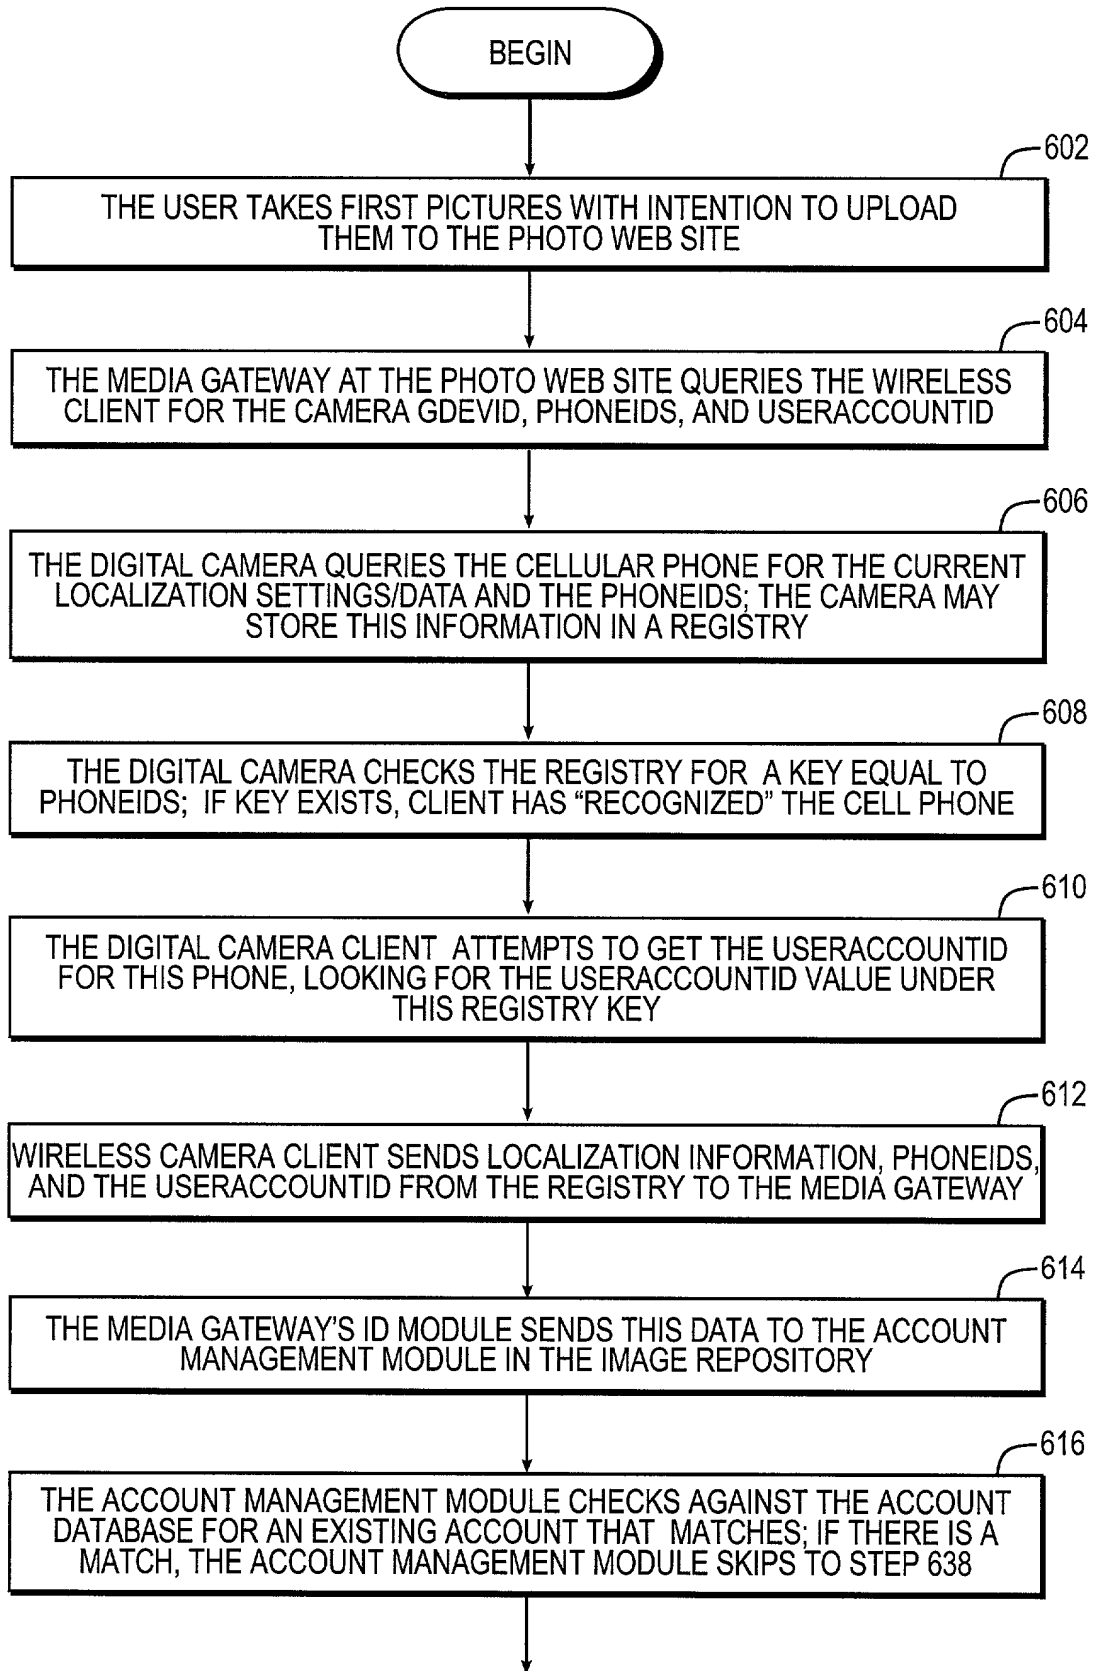 BEGIN
602
THE USER TAKES FIRST PICTURES WITH INTENTION TO UPLOAD
THEM TO THE PHOTO WEB SITE
604
THE MEDIA GATEWAY AT THE PHOTO WEB SITE QUERIES THE WIRELESS
CLIENT FOR THE CAMERA GDEVID, PHONEIDS, AND USERACCOUNTID
606
THE DIGITAL CAMERA QUERIES THE CELLULAR PHONE FOR THE CURRENT
LOCALIZATION SETTINGS/DATA AND THE PHONEIDS; THE CAMERA MAY
STORE THIS INFORMATION IN A REGISTRY
608
THE DIGITAL CAMERA CHECKS THE REGISTRY FOR A KEY EQUAL TO
PHONEIDS; IF KEY EXISTS, CLIENT HAS “RECOGNIZED” THE CELL PHONE
610
THE DIGITAL CAMERA CLIENT ATTEMPTS TO GET THE USERACCOUNTID
FOR THIS PHONE, LOOKING FOR THE USERACCOUNTID VALUE UNDER
THIS REGISTRY KEY
612
WIRELESS CAMERA CLIENT SENDS LOCALIZATION INFORMATION, PHONEIDS,
AND THE USERACCOUNTID FROM THE REGISTRY TO THE MEDIA GATEWAY
614
THE MEDIA GATEWAY’S ID MODULE SENDS THIS DATA TO THE ACCOUNT
MANAGEMENT MODULE IN THE IMAGE REPOSITORY
616
THE ACCOUNT MANAGEMENT MODULE CHECKS AGAINST THE ACCOUNT
DATABASE FOR AN EXISTING ACCOUNT THAT MATCHES; IF THERE IS A
MATCH, THE ACCOUNT MANAGEMENT MODULE SKIPS TO STEP 638